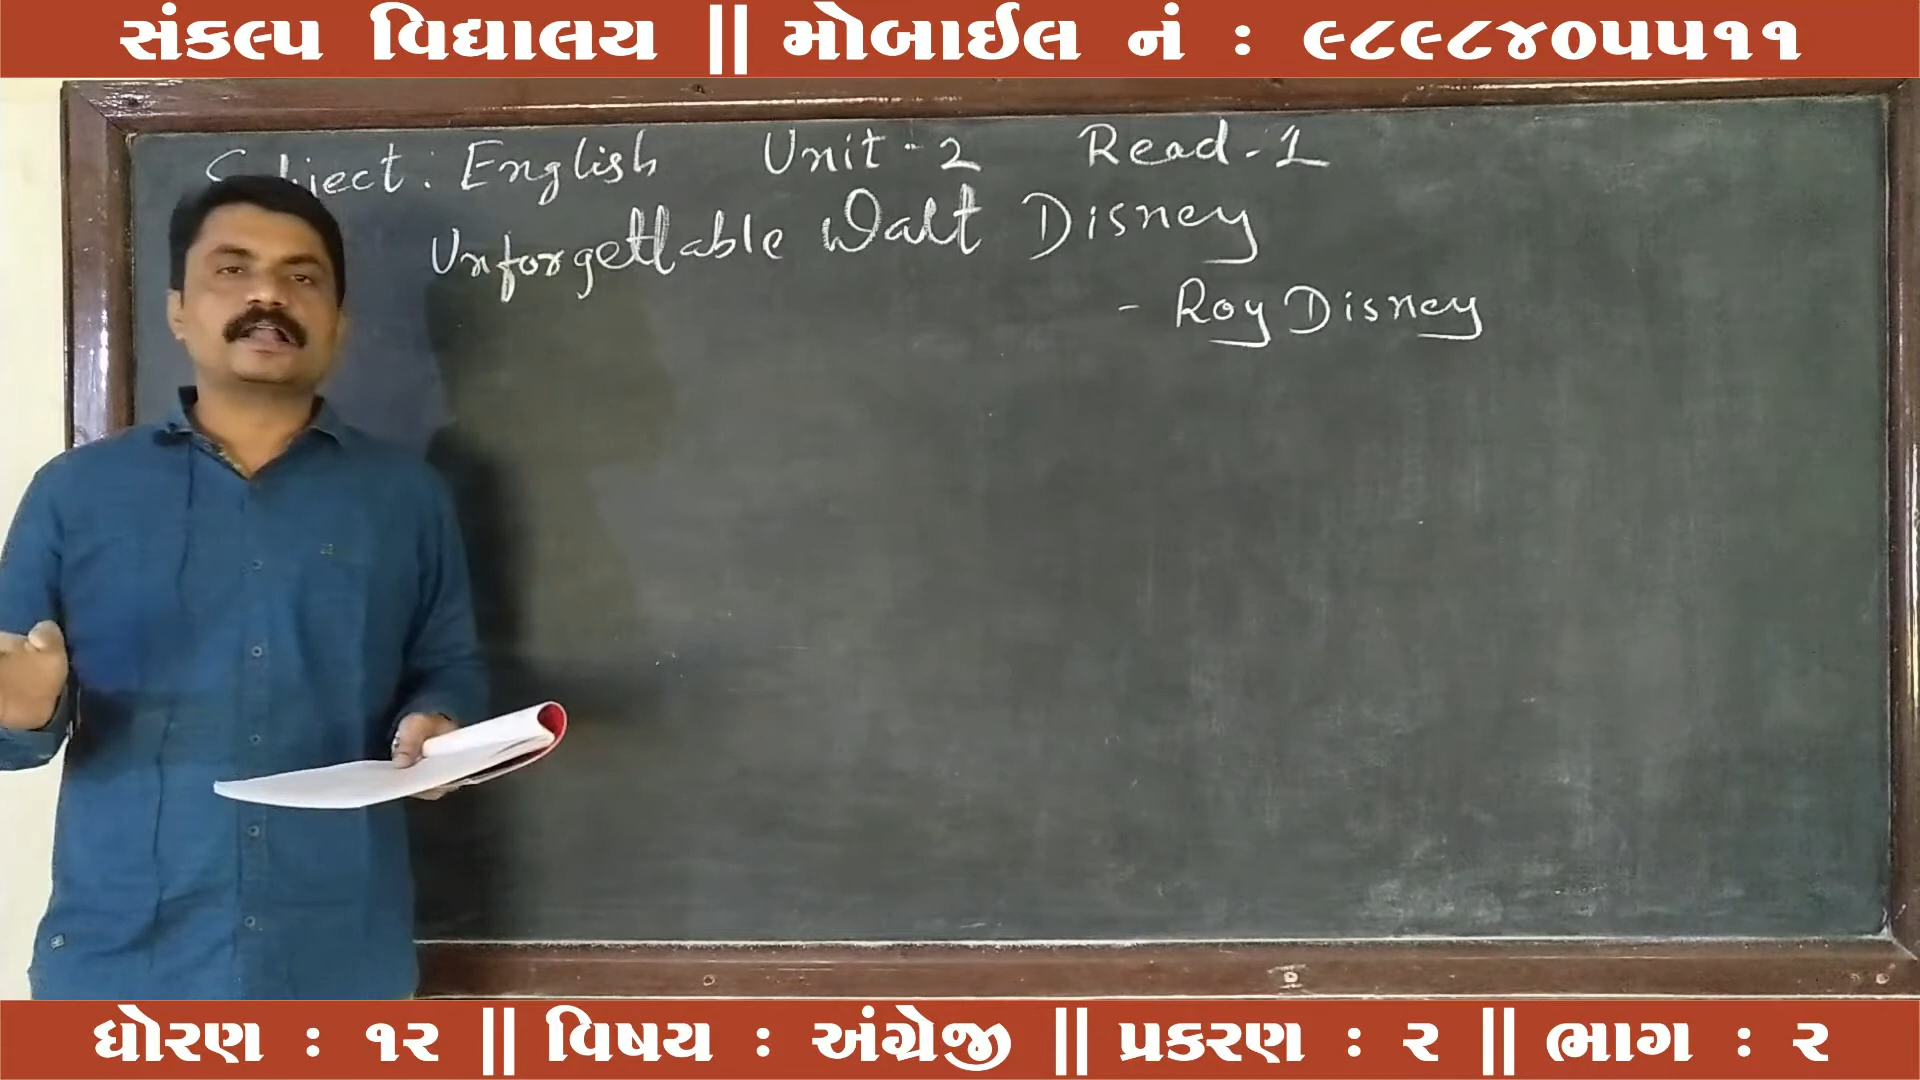 સંકલ્પ વિદ્યાલય || મોબાઈલ નં : ૯૮૯૮૪૦૫૫૧૧
Subject : English Unit - 2 Read - 1
Unforgettable Walt Disney
- Roy Disney
ધોરણ : ૧૨ || વિષય : અંગ્રેજી || પ્રકરણ : ૨ || ભાગ : ૨